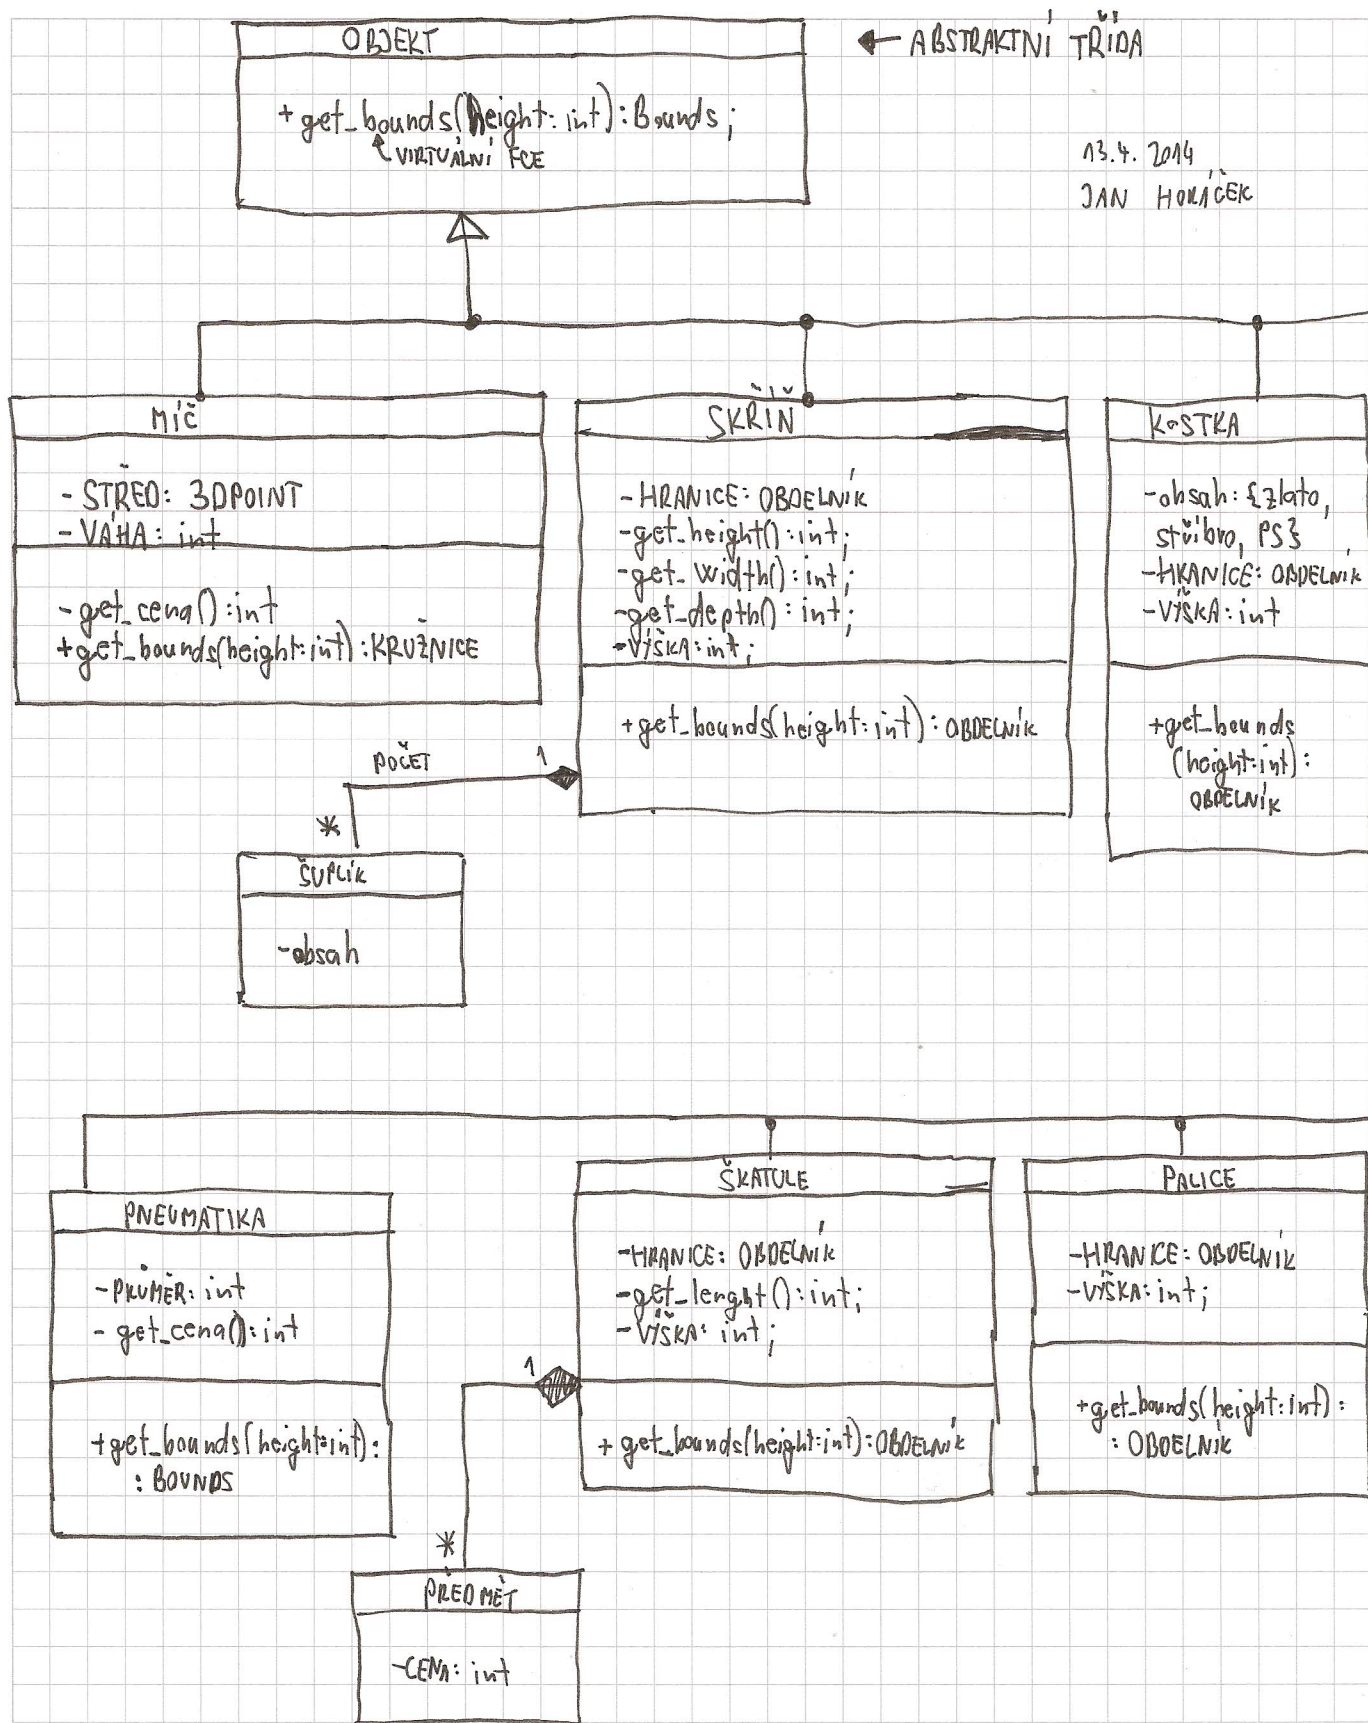 OBJEKT
← ABSTRAKTNÍ TŘÍDA
+ get_bounds(height: int): Bounds;
VIRTUÁLNÍ FCE
13.4. 2014
JAN HORÁČEK
MÍČ
- STŘED: 3DPOINT
- VÁHA: int
- get_cena(): int
+ get_bounds(height: int): KRUŽNICE
SKŘÍŇ
- HRANICE: OBDELNÍK
- get_height(): int;
- get_width(): int;
- get_depth(): int;
- VÝŠKA: int;
+ get_bounds(height: int): OBDELNÍK
KOSTKA
- obsah: {zlato,
stříbro, PS}
- HRANICE: OBDELNÍK
- VÝŠKA: int
+ get_bounds
(height: int):
OBDELNÍK
POČET
1
*
ŠUPLÍK
- obsah
PNEUMATIKA
- PRŮMĚR: int
- get_cena(): int
+ get_bounds(height: int):
: BOUNDS
ŠKATULE
- HRANICE: OBDELNÍK
- get_lenght(): int;
- VÝŠKA: int;
+ get_bounds(height: int): OBDELNÍK
PALICE
- HRANICE: OBDELNÍK
- VÝŠKA: int;
+ get_bounds(height: int):
: OBDELNÍK
1
*
PŘEDMĚT
- CENA: int